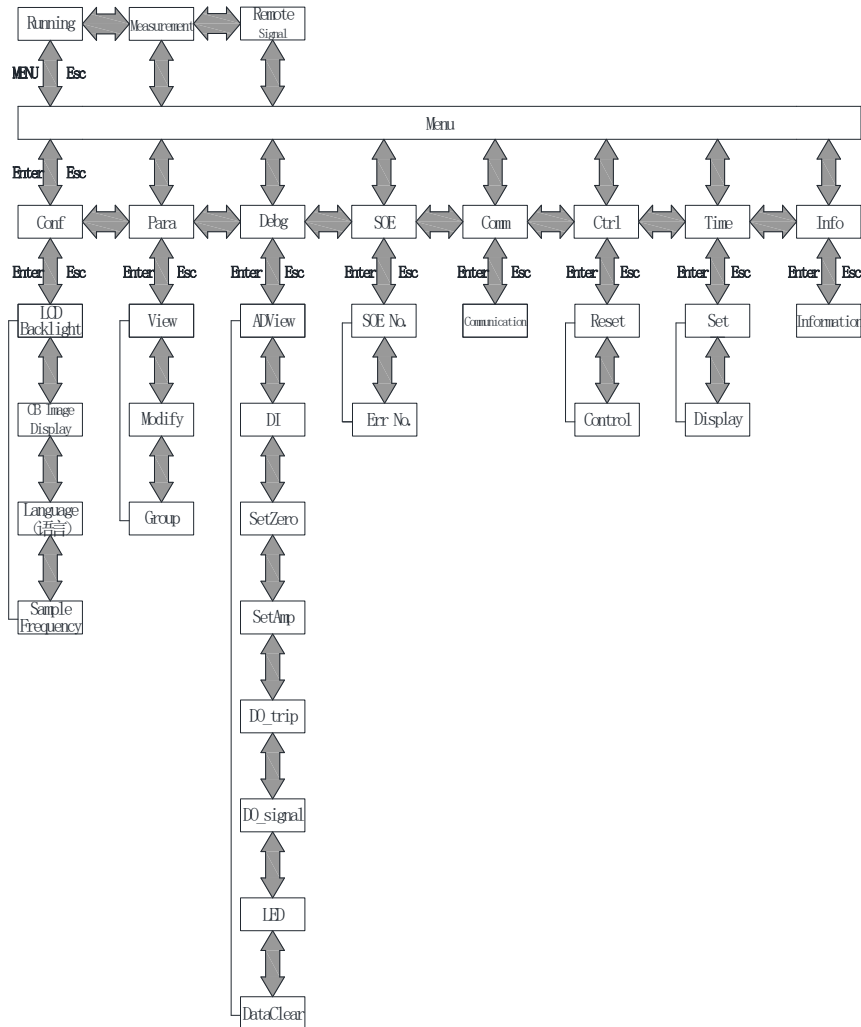 Running
Measurement
Remote
Signal
MENU Esc
Menu
Enter Esc
Conf
Para
Debg
SOE
Comm
Ctrl
Time
Info
Enter Esc
Enter Esc
Enter Esc
Enter Esc
Enter Esc
Enter Esc
Enter Esc
Enter Esc
LCD
Backlight
View
ADView
SOE No.
Communication
Reset
Set
Information
CB Image
Display
Modify
DI
Err No.
Control
Display
Language
(语言)
Group
SetZero
Sample
Frequency
SetAmp
DO_trip
DO_signal
LED
DataClear